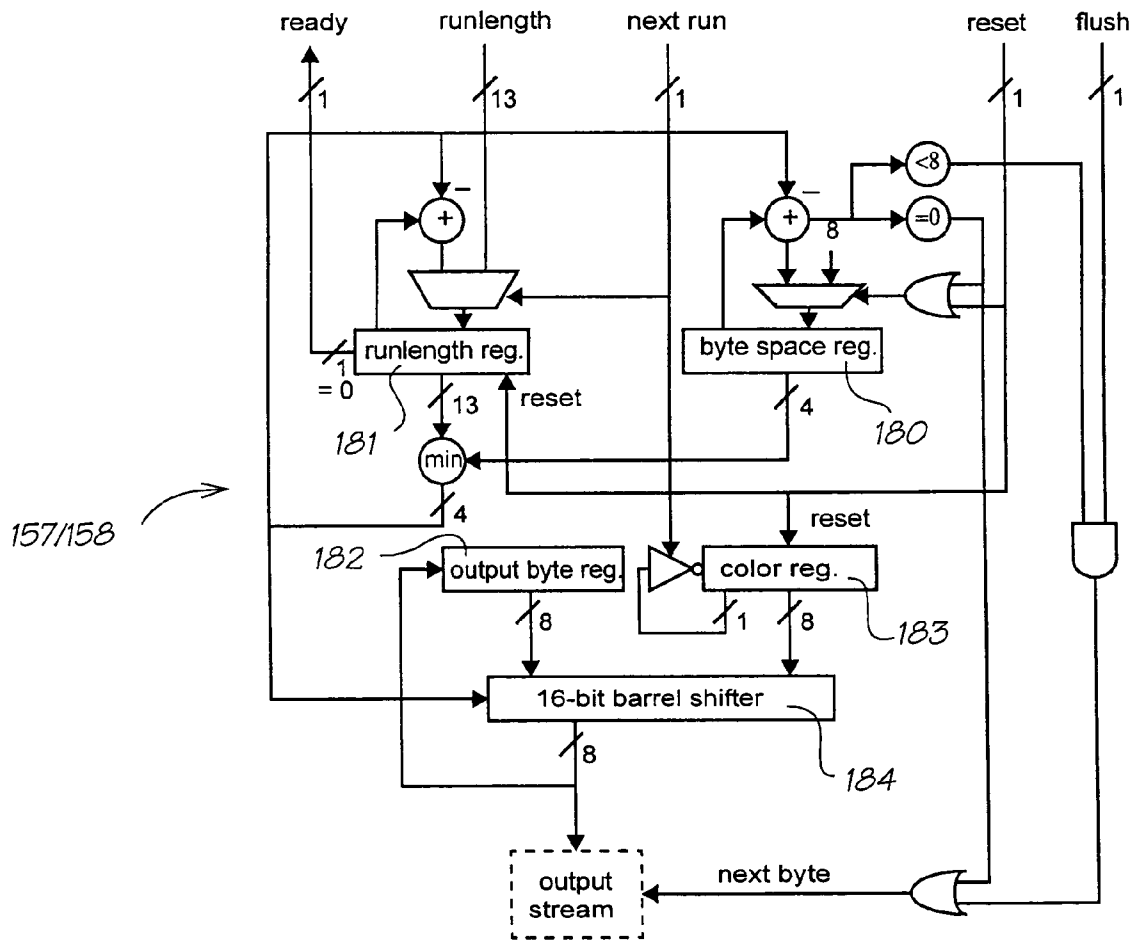 ready
runlength
next run
reset
flush
1
13
1
1
1
−
−
<8
+
+
=0
8
runlength reg.
byte space reg.
1
= 0
reset
13
4
181
180
min
4
reset
157/158
182
output byte reg.
color reg.
8
1
8
183
16-bit barrel shifter
8
184
next byte
output
stream